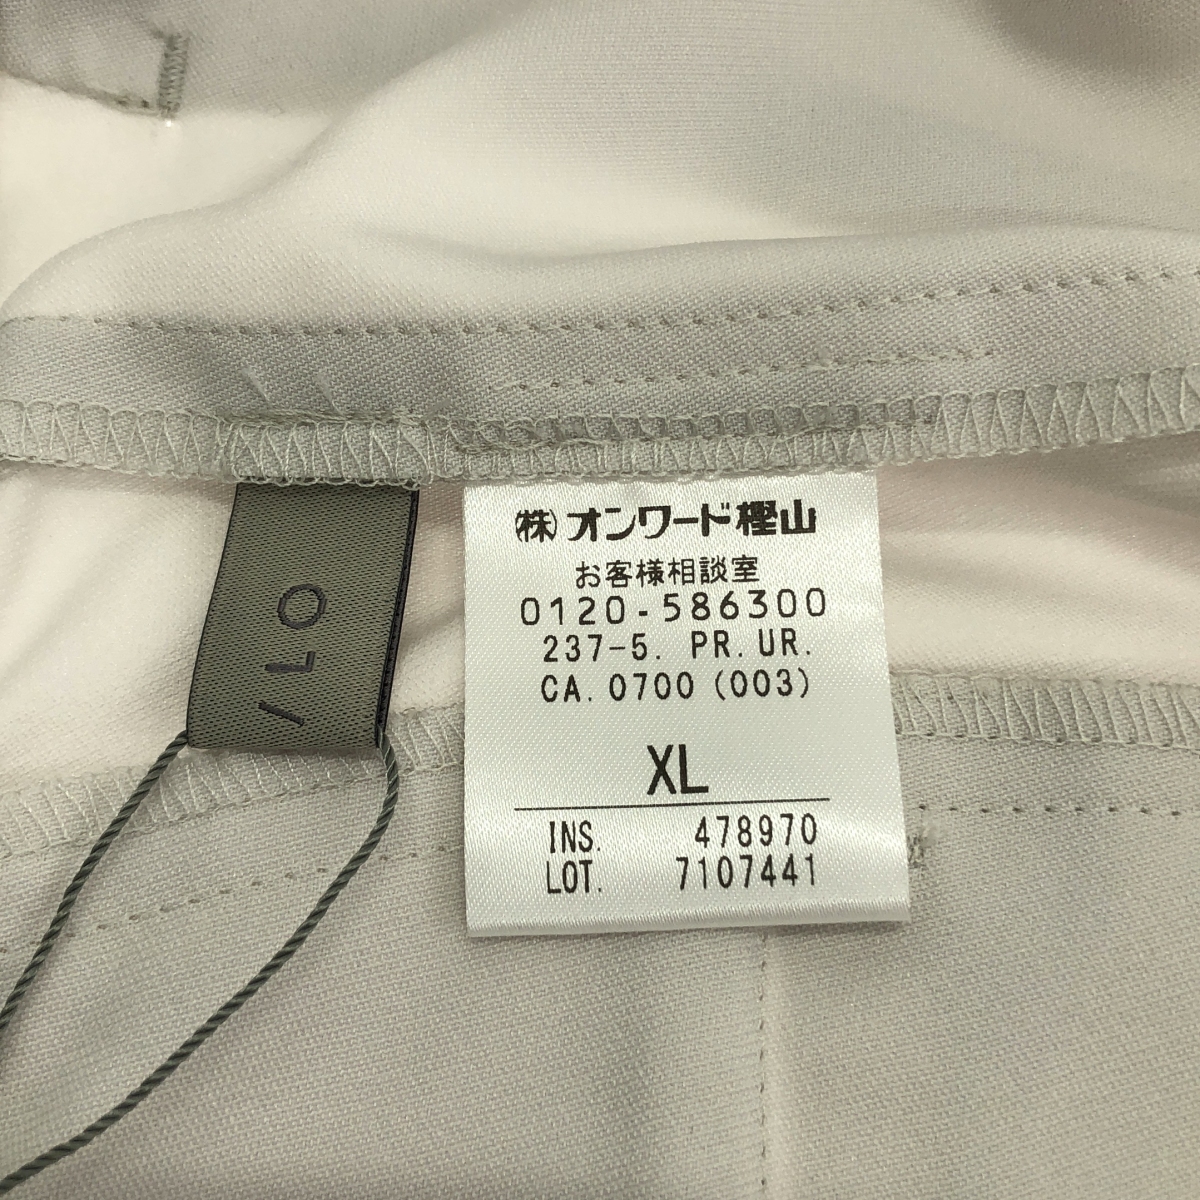 /LO
㈱オンワード樫山
お客様相談室
0120-586300
237-5. PR.UR.
CA.0700 (003)
XL
INS. 478970
LOT. 7107441